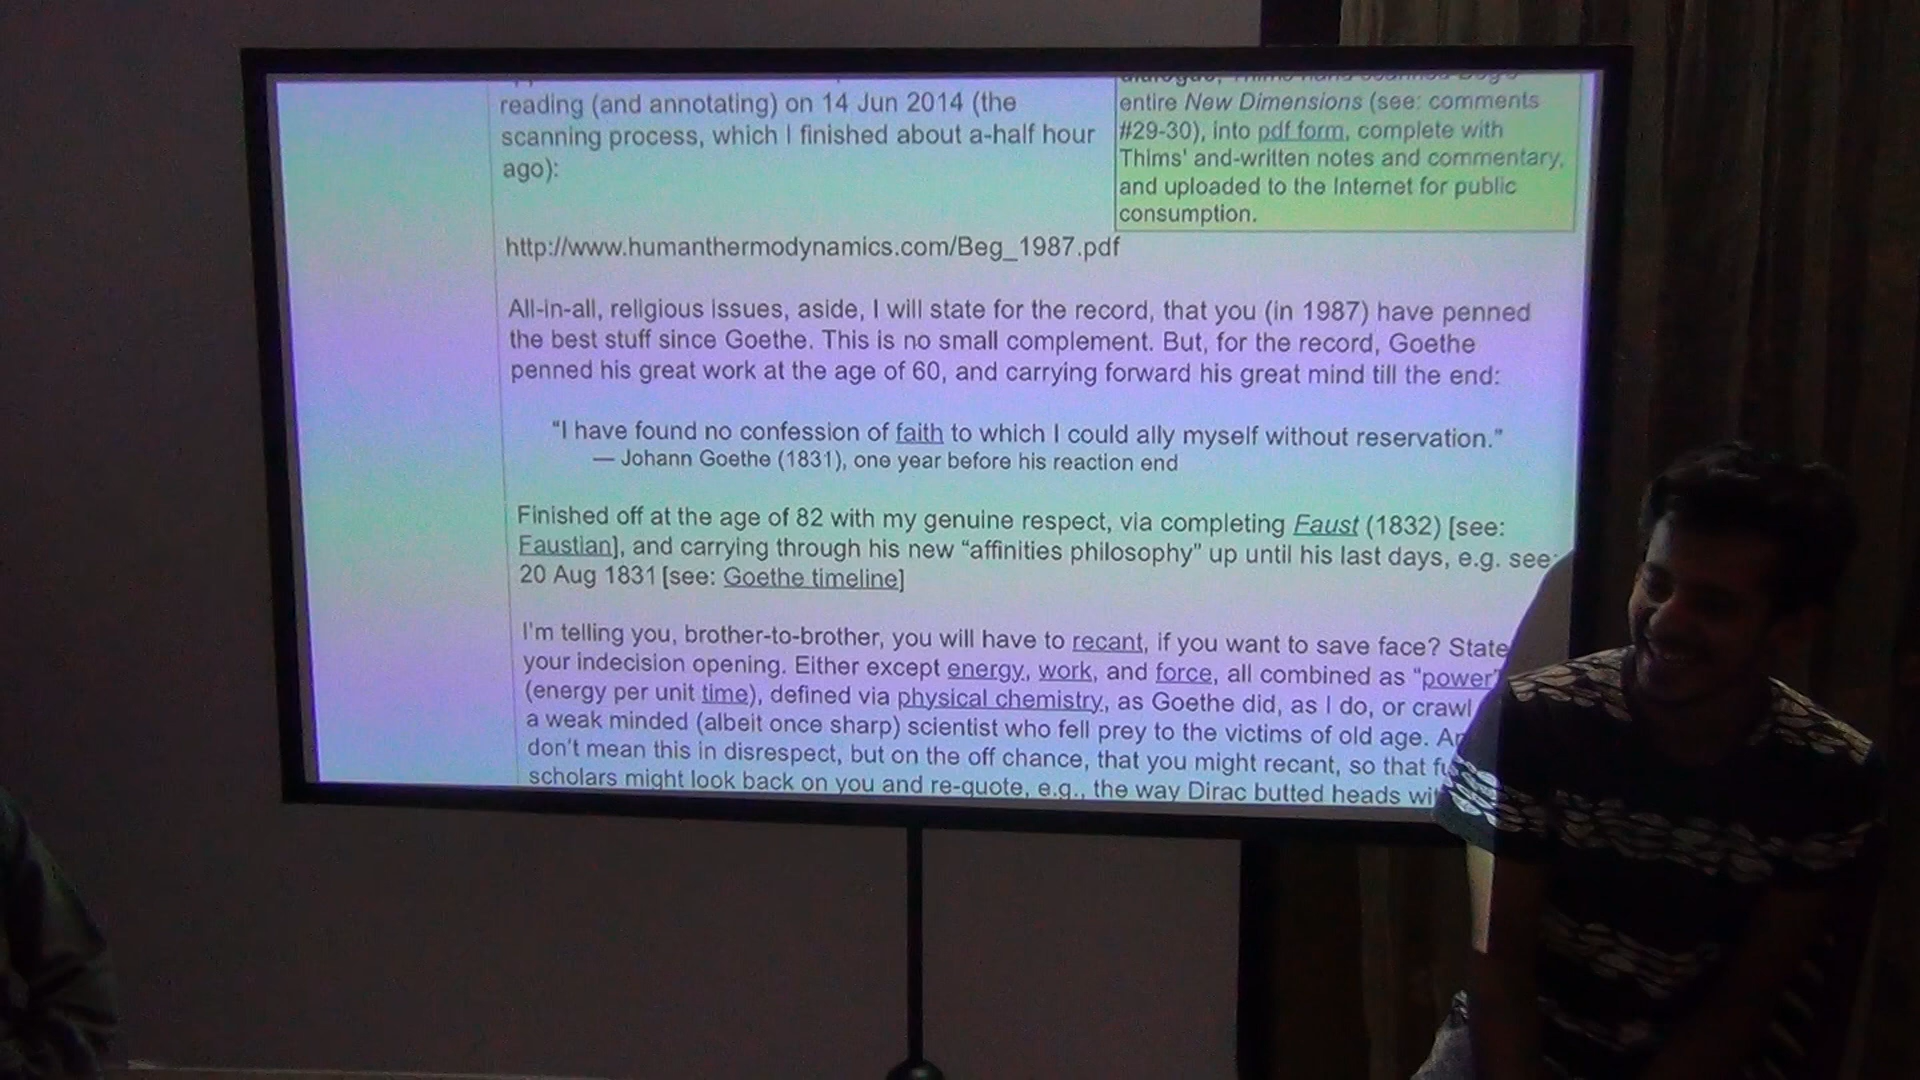 reading (and annotating) on 14 Jun 2014 (the
scanning process, which I finished about a-half hour
ago):
entire New Dimensions (see: comments
#29-30), into pdf form, complete with
Thims' and-written notes and commentary,
and uploaded to the Internet for public
consumption.
http://www.humanthermodynamics.com/Beg_1987.pdf
All-in-all, religious issues, aside, I will state for the record, that you (in 1987) have penned
the best stuff since Goethe. This is no small complement. But, for the record, Goethe
penned his great work at the age of 60, and carrying forward his great mind till the end:
"I have found no confession of faith to which I could ally myself without reservation."
— Johann Goethe (1831), one year before his reaction end
Finished off at the age of 82 with my genuine respect, via completing Faust (1832) [see:
Faustian], and carrying through his new "affinities philosophy" up until his last days, e.g. see:
20 Aug 1831 [see: Goethe timeline]
I'm telling you, brother-to-brother, you will have to recant, if you want to save face? State
your indecision opening. Either except energy, work, and force, all combined as "power"
(energy per unit time), defined via physical chemistry, as Goethe did, as I do, or crawl
a weak minded (albeit once sharp) scientist who fell prey to the victims of old age.
don't mean this in disrespect, but on the off chance, that you might recant, so that
scholars might look back on you and re-quote, e.g., the way Dirac butted heads